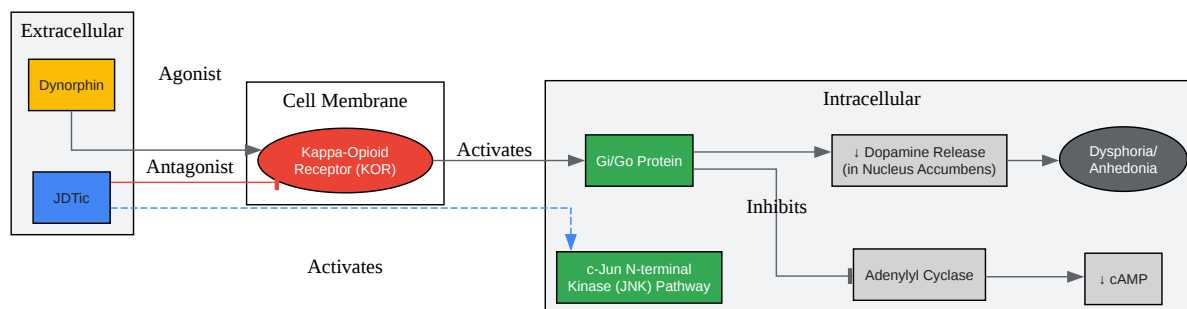 Extracellular
Dynorphin
Agonist
Cell Membrane
Kappa-Opioid
Receptor (KOR)
Antagonist
JDTic
Activates
Intracellular
Gi/Go Protein
↓ Dopamine Release
(in Nucleus Accumbens)
Dysphoria/
Anhedonia
Inhibits
Activates
c-Jun N-terminal
Kinase (JNK) Pathway
Adenylyl Cyclase
↓ cAMP